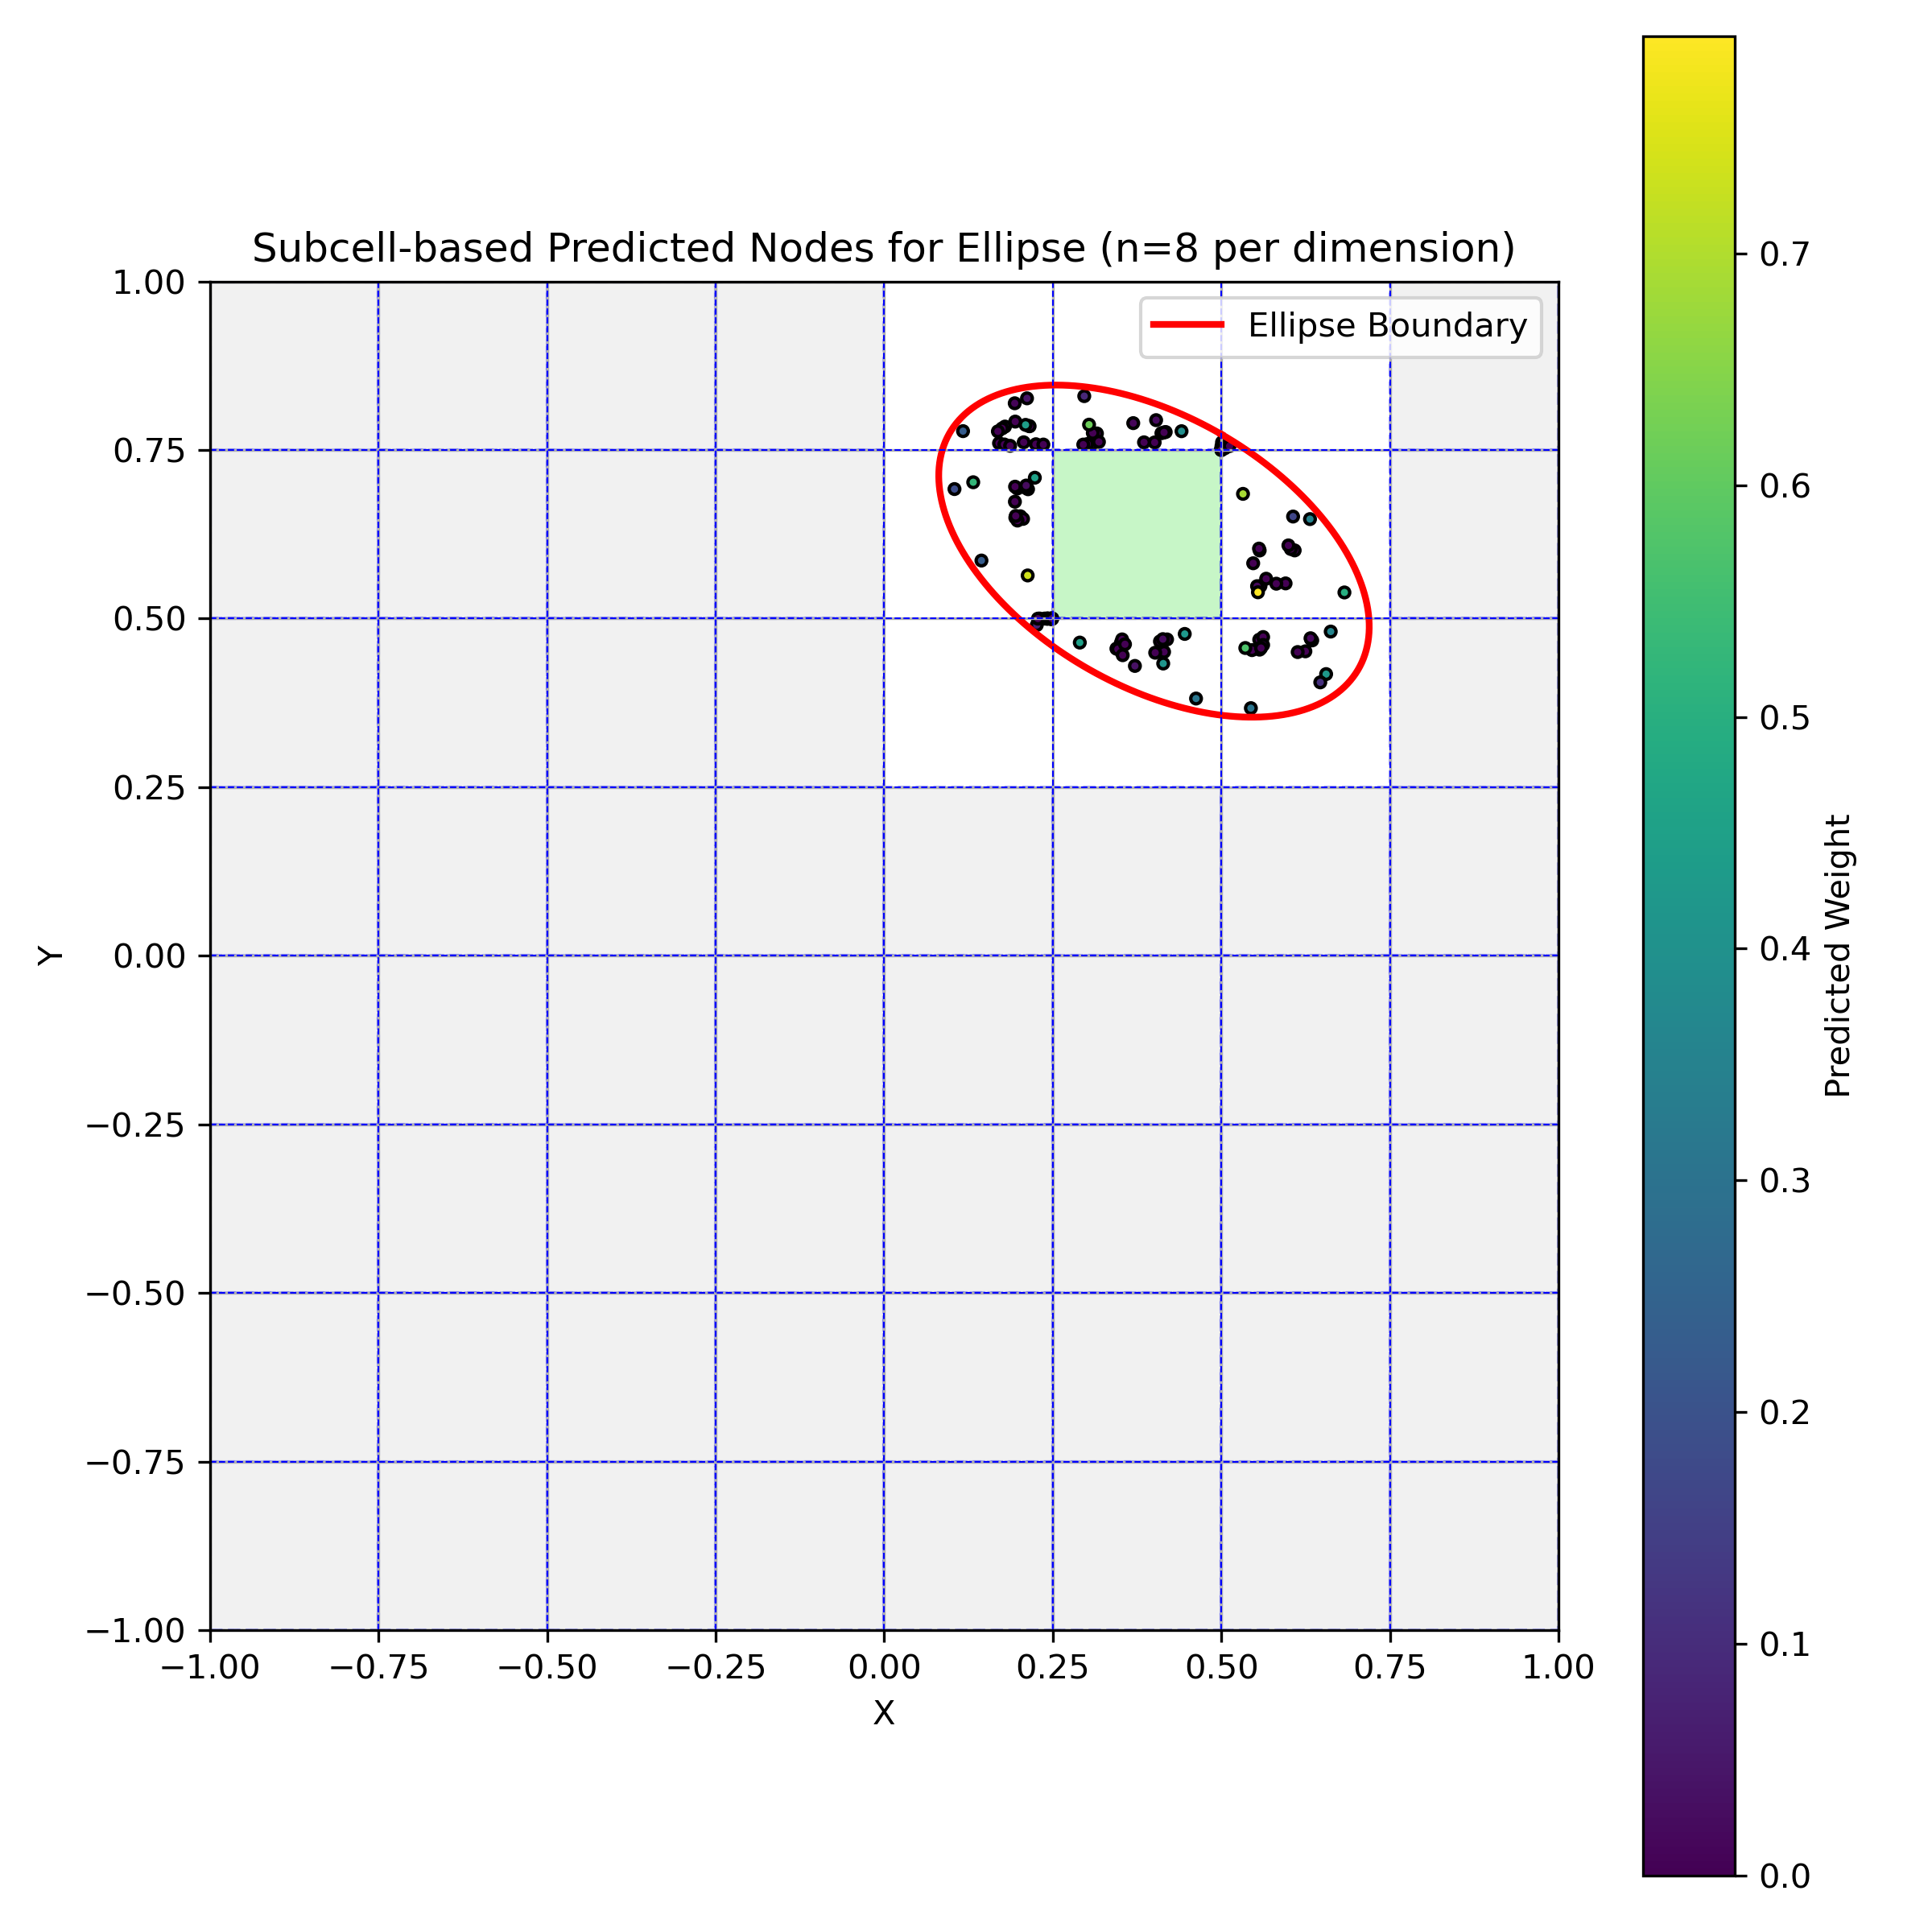 Subcell-based Predicted Nodes for Ellipse (n=8 per dimension)
Ellipse Boundary
1.00
0.75
0.50
0.25
0.00
−0.25
−0.50
−0.75
−1.00
Y
−1.00 −0.75 −0.50 −0.25 0.00 0.25 0.50 0.75 1.00
X
0.7
0.6
0.5
0.4
0.3
0.2
0.1
0.0
Predicted Weight